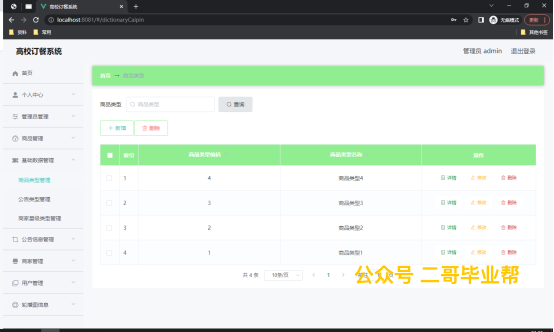 高校订餐系统
localhost:8081/#/dictionaryCaipin
无痕模式
更新
资料 常用 其他书签
高校订餐系统 管理员 admin 退出登录
首页
个人中心
管理员管理
商品管理
基础数据管理
商品类型管理
公告类型管理
商家星级类型管理
公告信息管理
商家管理
用户管理
轮播图信息
首页 商品类型
商品类型 商品类型 查询
新增 删除
索引 商品类型编码 商品类型名称 操作
1 4 商品类型4 详情 修改 删除
2 3 商品类型3 详情 修改 删除
3 2 商品类型2 详情 修改 删除
4 1 商品类型1 详情 修改 删除
共 4 条 10条/页 1
公众号 二哥毕业帮